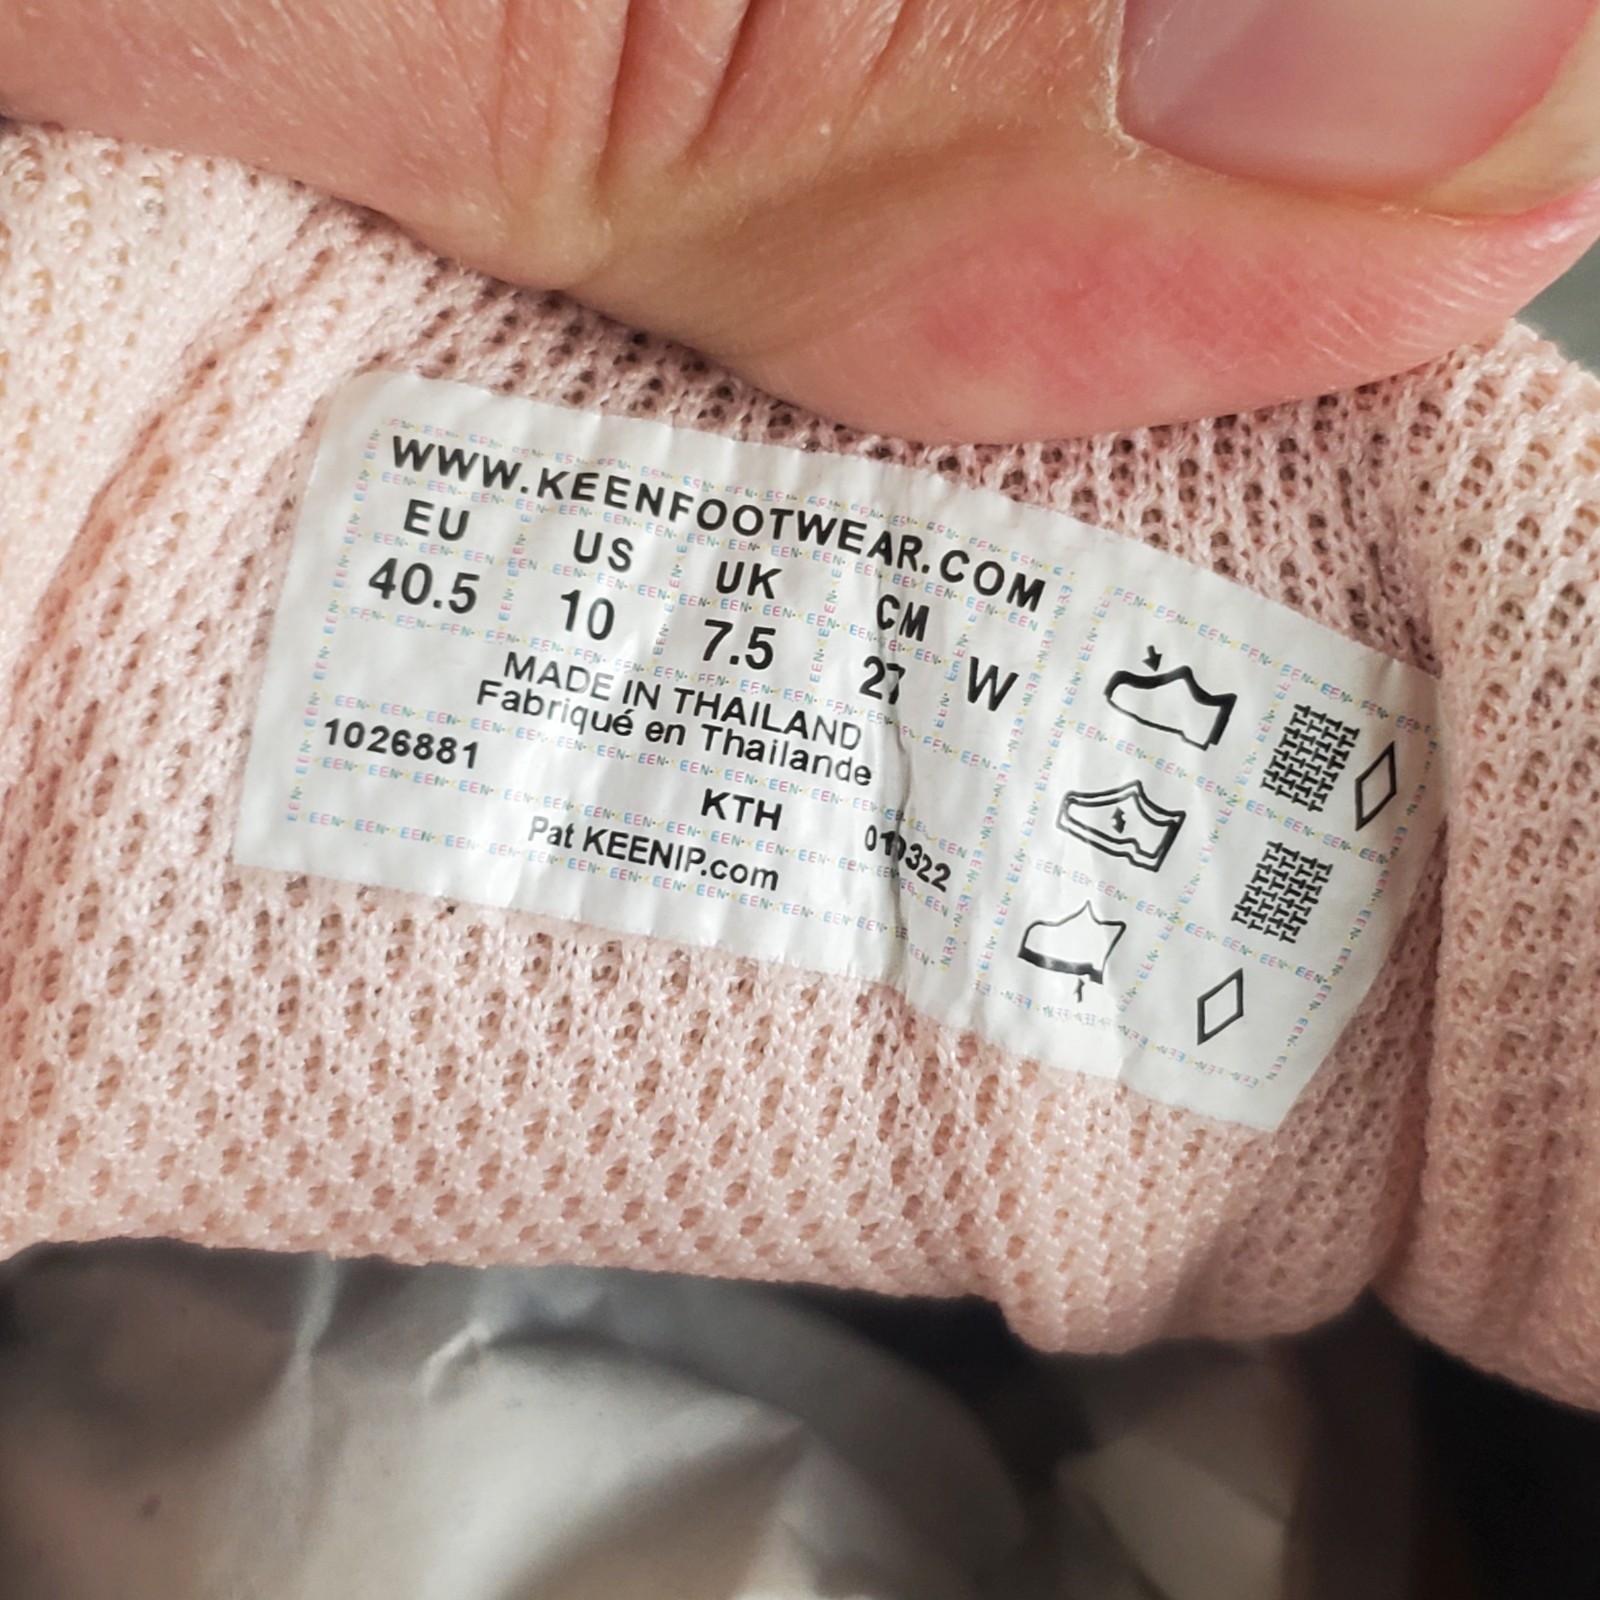 WWW.KEENFOOTWEAR.COM
EU US UK CM
40.5 10 7.5 27 W
MADE IN THAILAND
Fabriqué en Thaïlande
1026881
KTH
Pat KEENIP.com